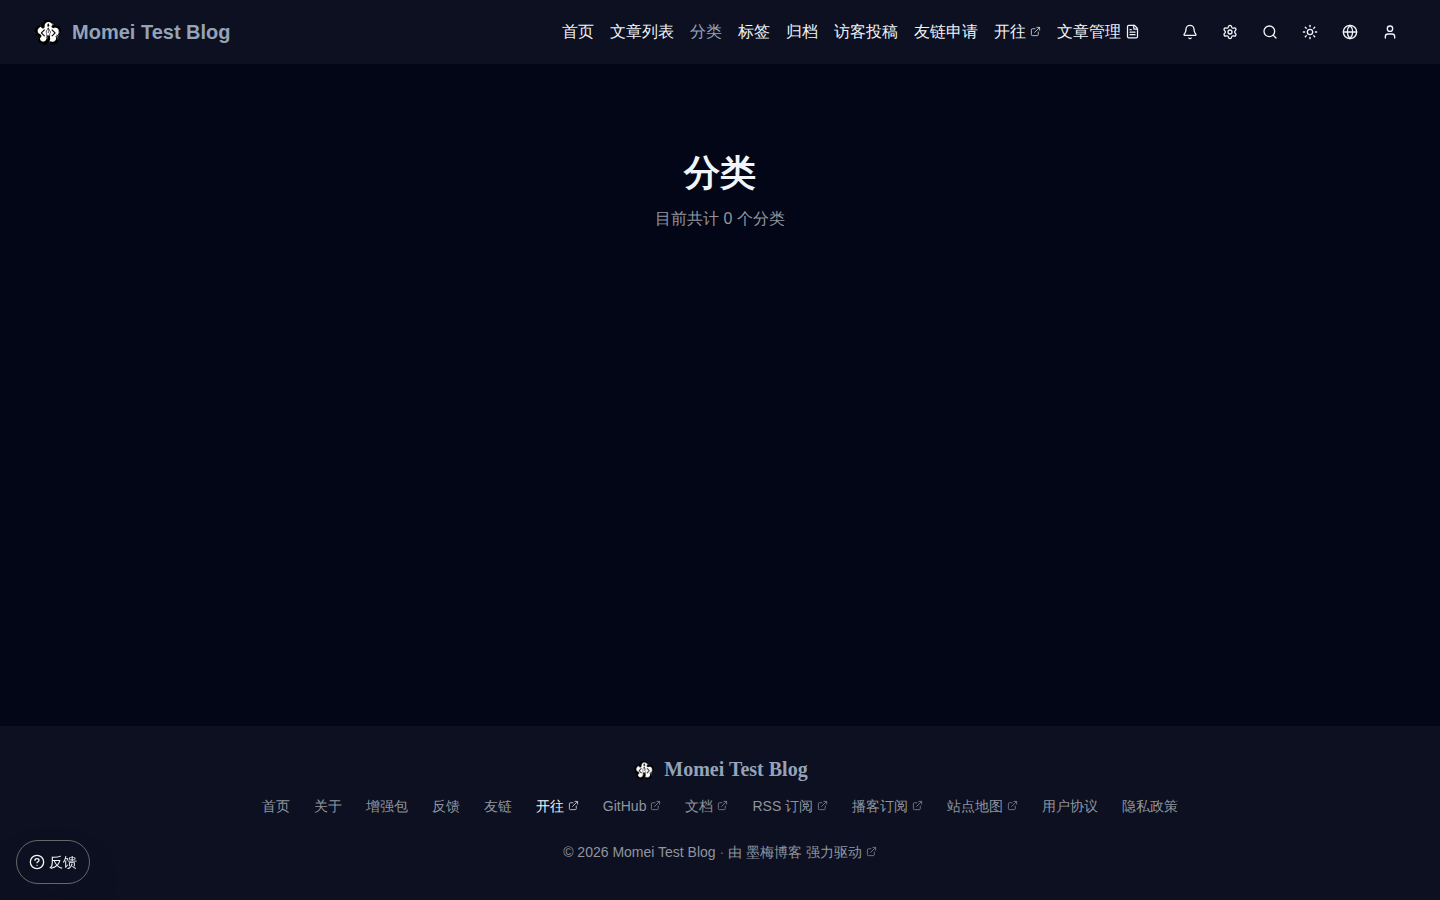 Momei Test Blog
首页 文章列表 分类 标签 归档 访客投稿 友链申请 开往 文章管理
分类
目前共计 0 个分类
Momei Test Blog
首页 关于 增强包 反馈 友链 开往 GitHub 文档 RSS 订阅 播客订阅 站点地图 用户协议 隐私政策
© 2026 Momei Test Blog · 由 墨梅博客 强力驱动
反馈